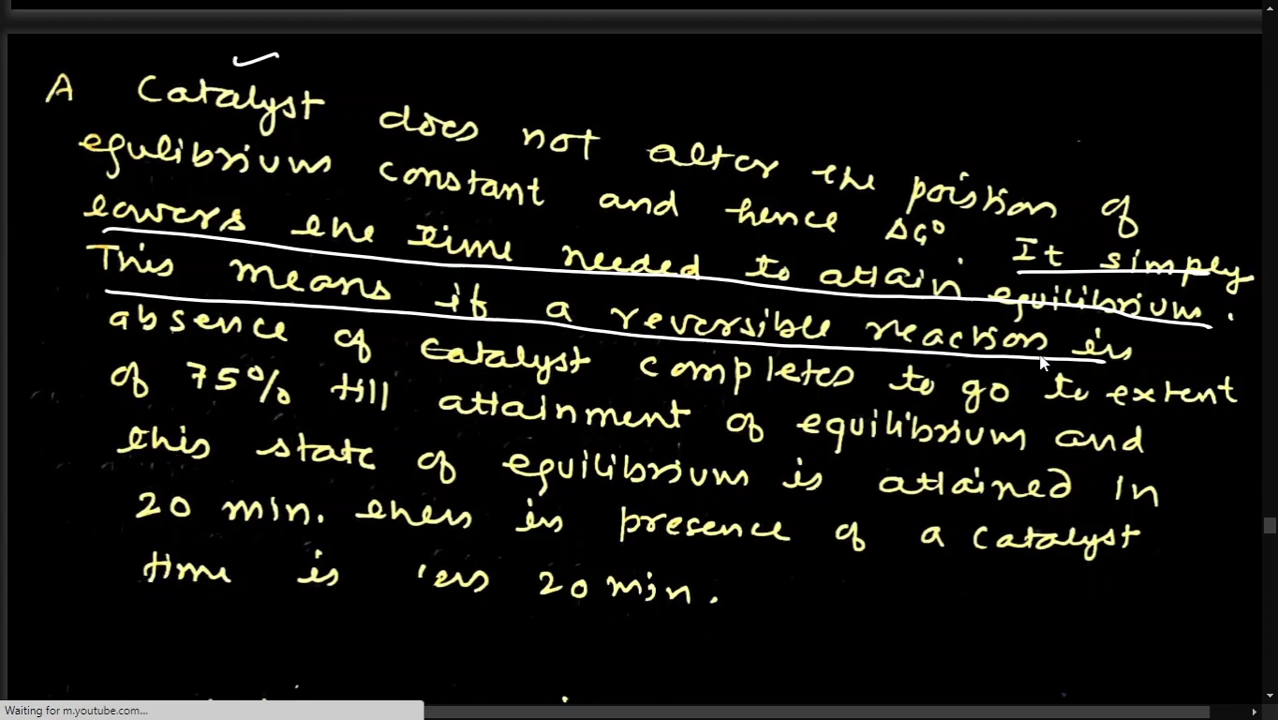 A Catalyst does not alter the poistion of
equlibrium constant and hence ΔG°. It simply
lowers the time needed to attain equilibrium.
This means if a reversible reaction is
absence of catalyst completes to go to extent
of 75% till attainment of equilibrium and
this state of equilibrium is attained in
20 min. then in presence of a catalyst
time is less 20 min.
Waiting for m.youtube.com...